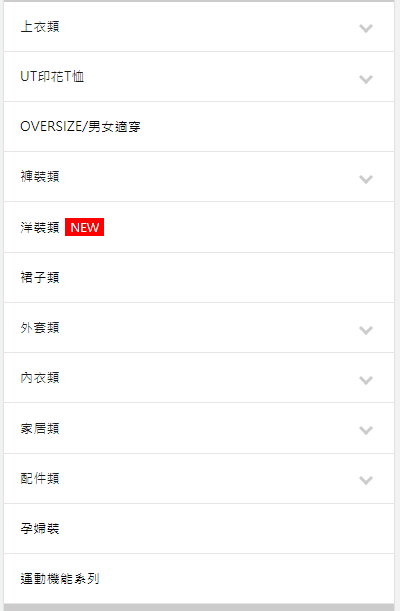 上衣類
UT印花T恤
OVERSIZE/男女適穿
褲裝類
洋裝類 NEW
裙子類
外套類
內衣類
家居類
配件類
孕婦裝
運動機能系列